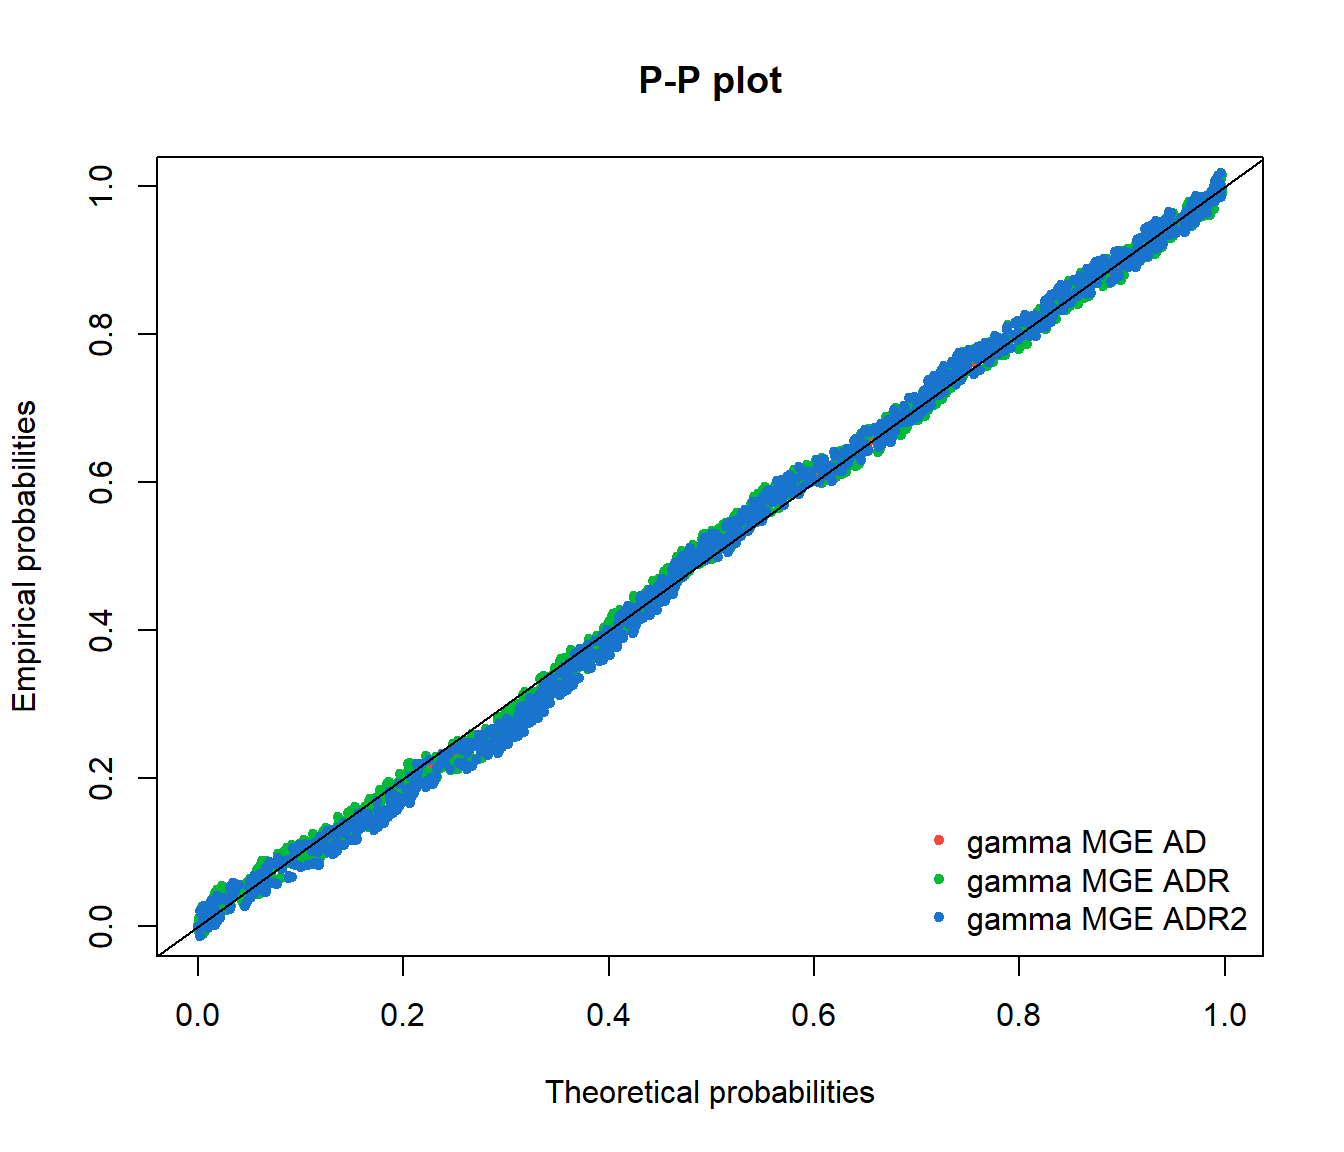 P-P plot
Empirical probabilities
1.0
0.8
0.6
0.4
0.2
0.0
gamma MGE AD
gamma MGE ADR
gamma MGE ADR2
0.0 0.2 0.4 0.6 0.8 1.0
Theoretical probabilities